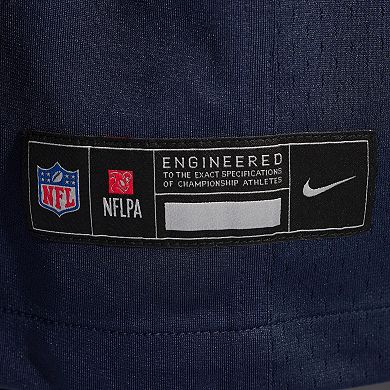 NFL
NFLPA
ENGINEERED
TO THE EXACT SPECIFICATIONS
OF CHAMPIONSHIP ATHLETES